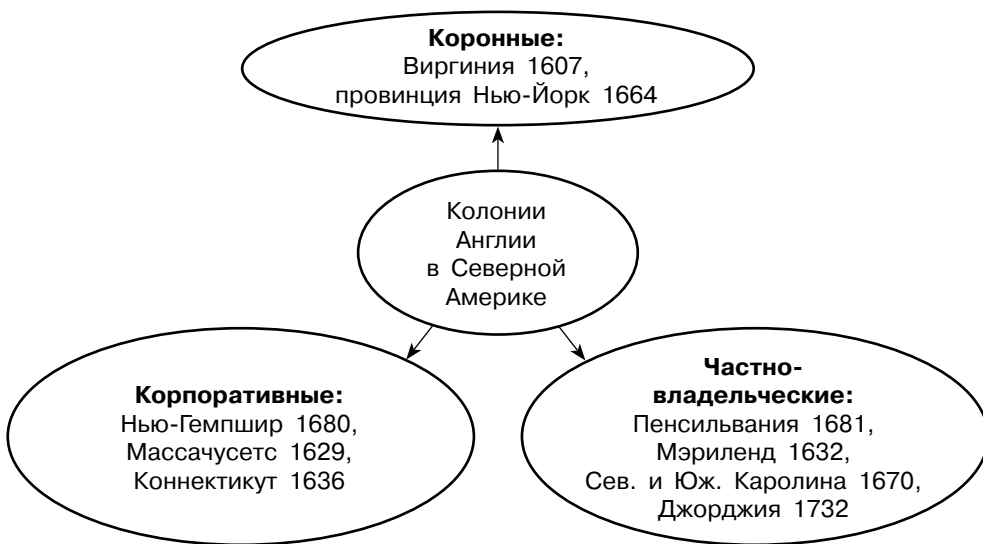 Коронные:
Виргиния 1607,
провинция Нью-Йорк 1664
Колонии
Англии
в Северной
Америке
Корпоративные:
Нью-Гемпшир 1680,
Массачусетс 1629,
Коннектикут 1636
Частно-
владельческие:
Пенсильвания 1681,
Мэриленд 1632,
Сев. и Юж. Каролина 1670,
Джорджия 1732